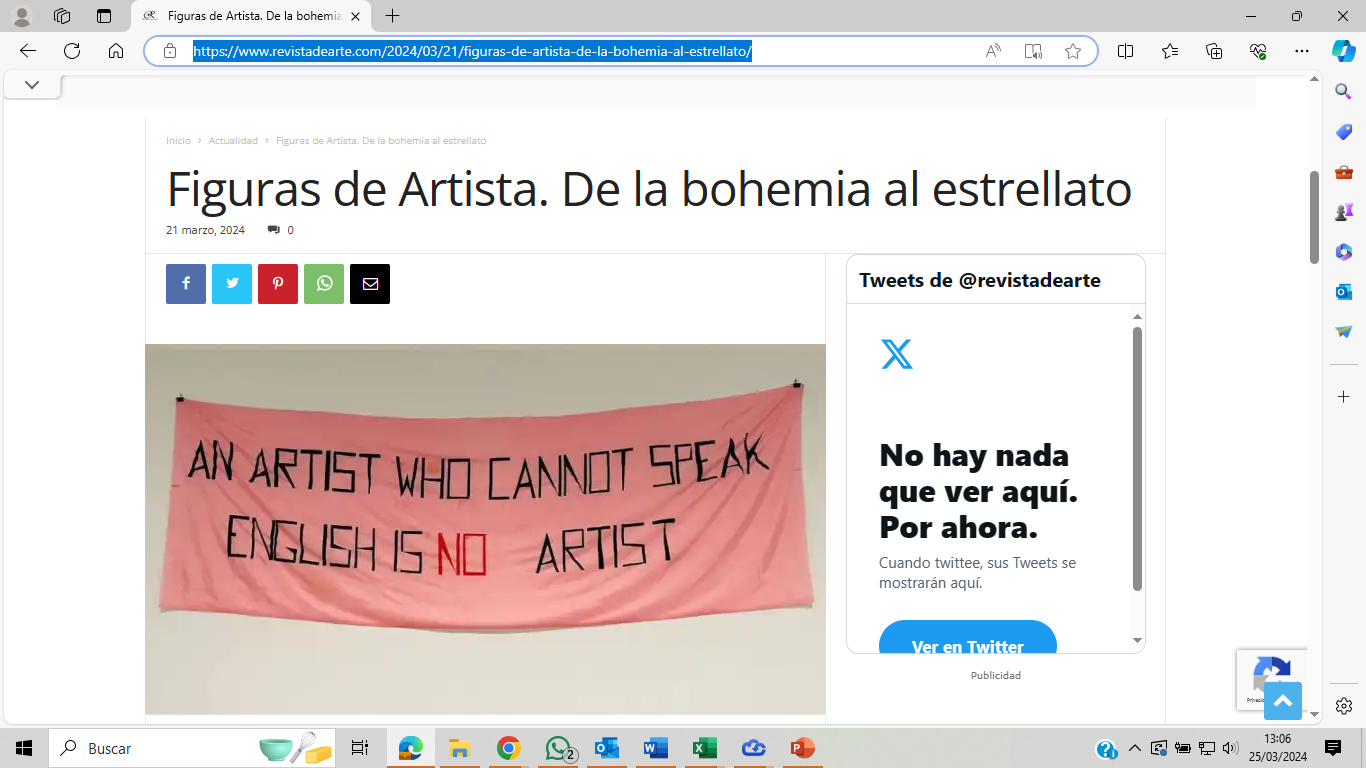 Figuras de Artista. De la bohemia
https://www.revistadearte.com/2024/03/21/figuras-de-artista-de-la-bohemia-al-estrellato/
Inicio > Actualidad > Figuras de Artista. De la bohemia al estrellato
Figuras de Artista. De la bohemia al estrellato
21 marzo, 2024 0
Tweets de @revistadearte
No hay nada
que ver aquí.
Por ahora.
Cuando twittee, sus Tweets se
mostrarán aquí.
Ver en Twitter
Publicidad
AN ARTIST WHO CANNOT SPEAK
ENGLISH IS NO ARTIST
Buscar
2
13:06
25/03/2024